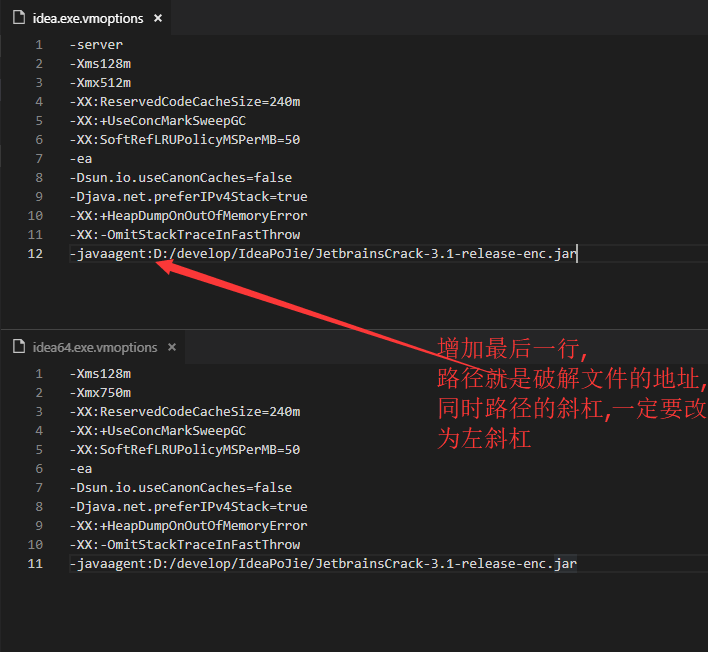 idea.exe.vmoptions ×
1 -server
2 -Xms128m
3 -Xmx512m
4 -XX:ReservedCodeCacheSize=240m
5 -XX:+UseConcMarkSweepGC
6 -XX:SoftRefLRUPolicyMSPerMB=50
7 -ea
8 -Dsun.io.useCanonCaches=false
9 -Djava.net.preferIPv4Stack=true
10 -XX:+HeapDumpOnOutOfMemoryError
11 -XX:-OmitStackTraceInFastThrow
12 -javaagent:D:/develop/IdeaPoJie/JetbrainsCrack-3.1-release-enc.jar
idea64.exe.vmoptions ×
1 -Xms128m
2 -Xmx750m
3 -XX:ReservedCodeCacheSize=240m
4 -XX:+UseConcMarkSweepGC
5 -XX:SoftRefLRUPolicyMSPerMB=50
6 -ea
7 -Dsun.io.useCanonCaches=false
8 -Djava.net.preferIPv4Stack=true
9 -XX:+HeapDumpOnOutOfMemoryError
10 -XX:-OmitStackTraceInFastThrow
11 -javaagent:D:/develop/IdeaPoJie/JetbrainsCrack-3.1-release-enc.jar
增加最后一行,
路径就是破解文件的地址,
同时路径的斜杠,一定要改
为左斜杠